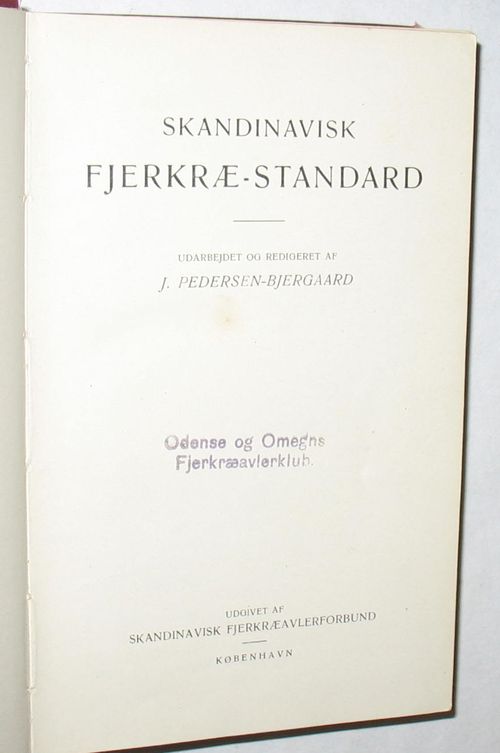 SKANDINAVISK
FJERKRÆ-STANDARD
UDARBEJDET OG REDIGERET AF
J. PEDERSEN-BJERGAARD
Odense og Omegns
Fjerkræavlerklub.
UDGIVET AF
SKANDINAVISK FJERKRÆAVLERFORBUND
KØBENHAVN